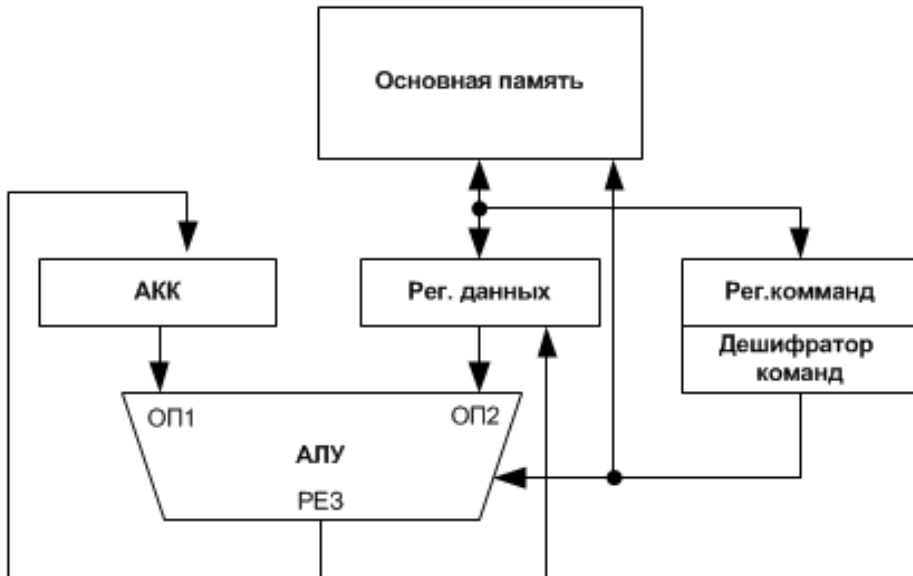 Основная память
АКК
Рег. данных
Рег.комманд
Дешифратор
команд
ОП1
ОП2
АЛУ
РЕЗ